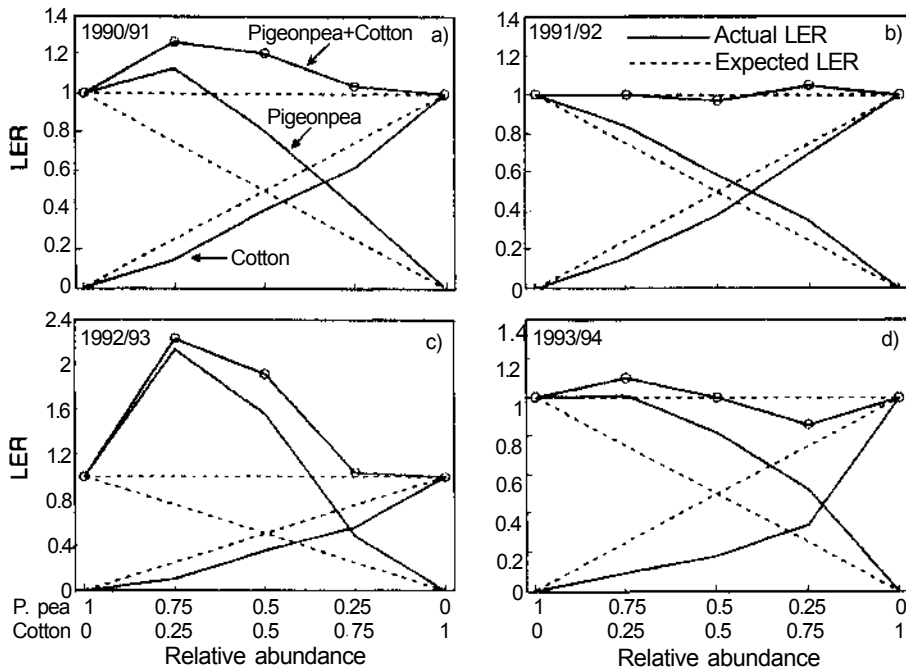 1990/91
a)
Pigeonpea+Cotton
Pigeonpea
Cotton
LER
1.4
1.2
1
0.8
0.6
0.4
0.2
0
1991/92
b)
Actual LER
Expected LER
1.4
1.2
1
0.8
0.6
0.4
0.2
0
1992/93
c)
LER
2.4
2
1.6
1.2
0.8
0.4
0
P. pea 1 0.75 0.5 0.25 0
Cotton 0 0.25 0.5 0.75 1
Relative abundance
1993/94
d)
1.4
1.2
1
0.8
0.6
0.4
0.2
0
1 0.75 0.5 0.25 0
0 0.25 0.5 0.75 1
Relative abundance